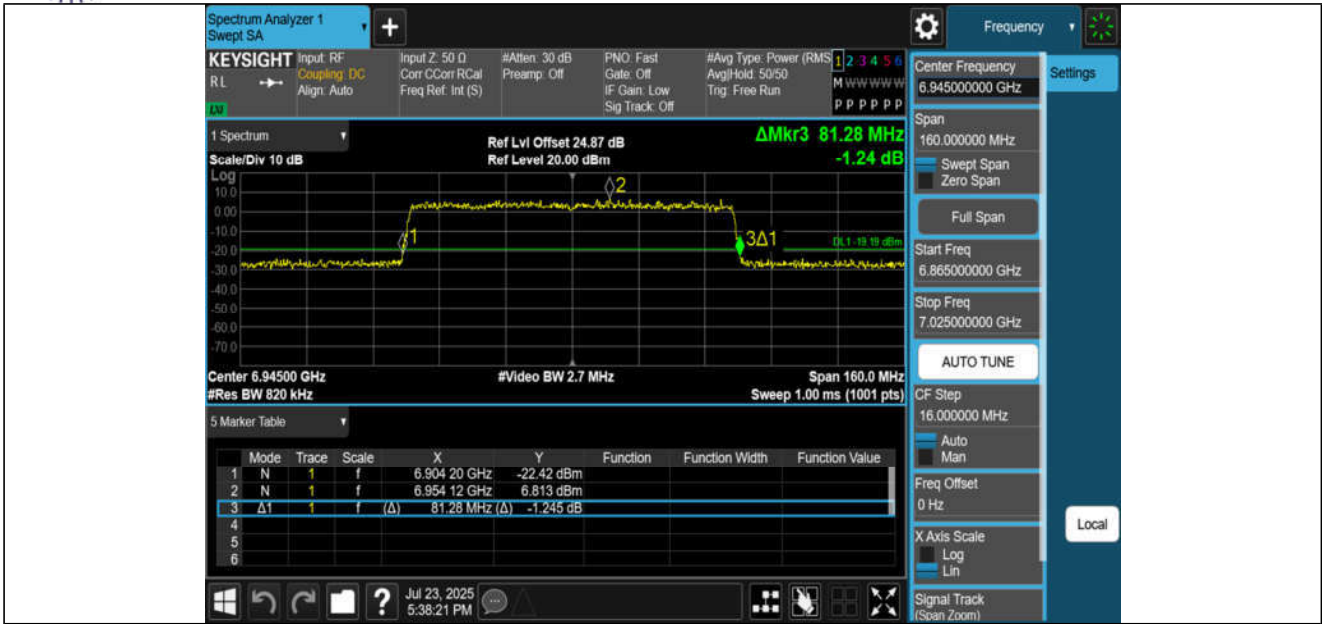 Spectrum Analyzer 1
Swept SA
+
Frequency
KEYSIGHT
RL
LXI
Input: RF
Coupling: DC
Align: Auto
Input Z: 50 Ω
Corr CCorr RCal
Freq Ref: Int (S)
#Atten: 30 dB
Preamp: Off
PNO: Fast
Gate: Off
IF Gain: Low
Sig Track: Off
#Avg Type: Power (RMS
Avg|Hold: 50/50
Trig: Free Run
1 2 3 4 5 6
M W W W W W
P P P P P P
1 Spectrum
Scale/Div 10 dB
Ref Lvl Offset 24.87 dB
Ref Level 20.00 dBm
ΔMkr3 81.28 MHz
-1.24 dB
Log
10.0
0.00
-10.0
-20.0
-30.0
-40.0
-50.0
-60.0
-70.0
1
2
3Δ1
DL1 -19.19 dBm
Center 6.94500 GHz
#Video BW 2.7 MHz
Span 160.0 MHz
#Res BW 820 kHz
Sweep 1.00 ms (1001 pts)
5 Marker Table
Mode Trace Scale X Y Function Function Width Function Value
1 N 1 f 6.904 20 GHz -22.42 dBm
2 N 1 f 6.954 12 GHz 6.813 dBm
3 Δ1 1 f (Δ) 81.28 MHz (Δ) -1.245 dB
4
5
6
?
Jul 23, 2025
5:38:21 PM
Center Frequency
6.945000000 GHz
Span
160.000000 MHz
Swept Span
Zero Span
Full Span
Start Freq
6.865000000 GHz
Stop Freq
7.025000000 GHz
AUTO TUNE
CF Step
16.000000 MHz
Auto
Man
Freq Offset
0 Hz
X Axis Scale
Log
Lin
Signal Track
(Span Zoom)
Settings
Local